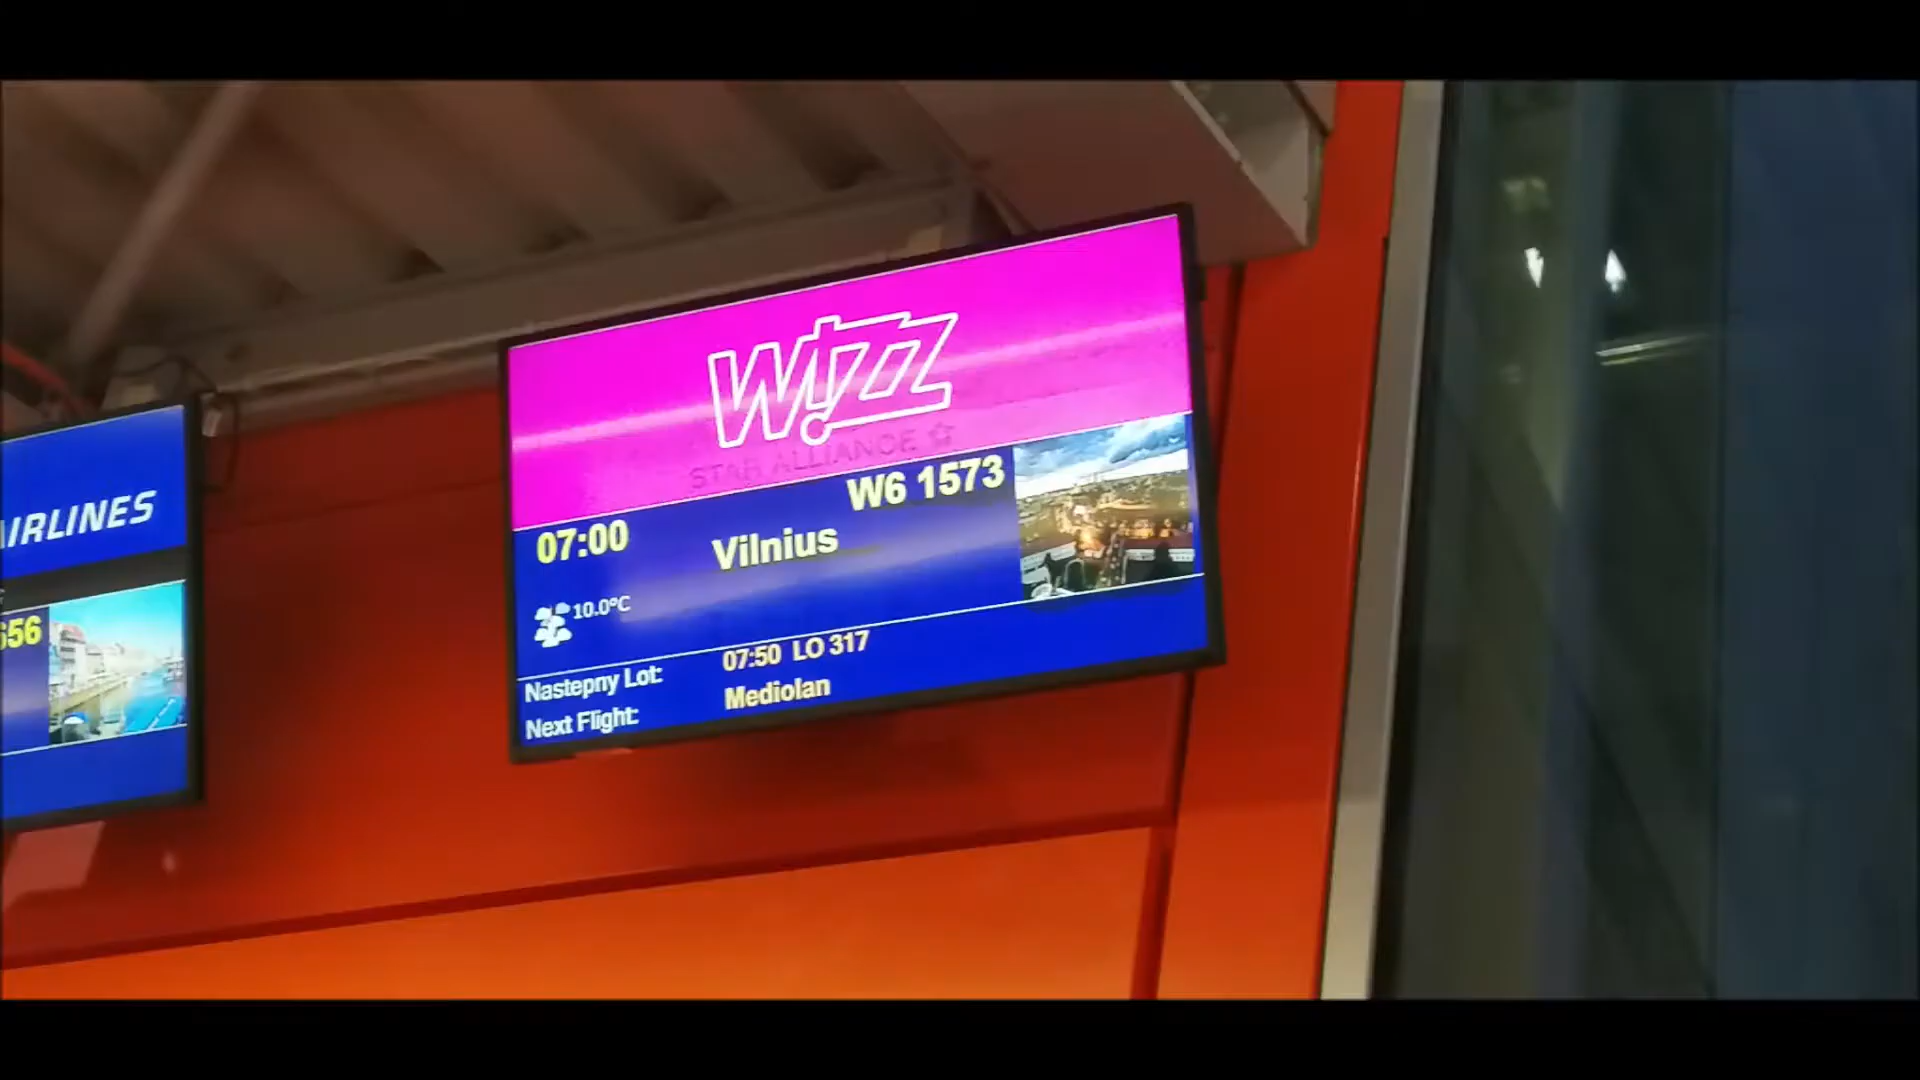 AIRLINES
656
WIZZ
STAR ALLIANCE
W6 1573
07:00
Vilnius
10.0°C
Nastepny Lot:
07:50 LO 317
Next Flight:
Mediolan